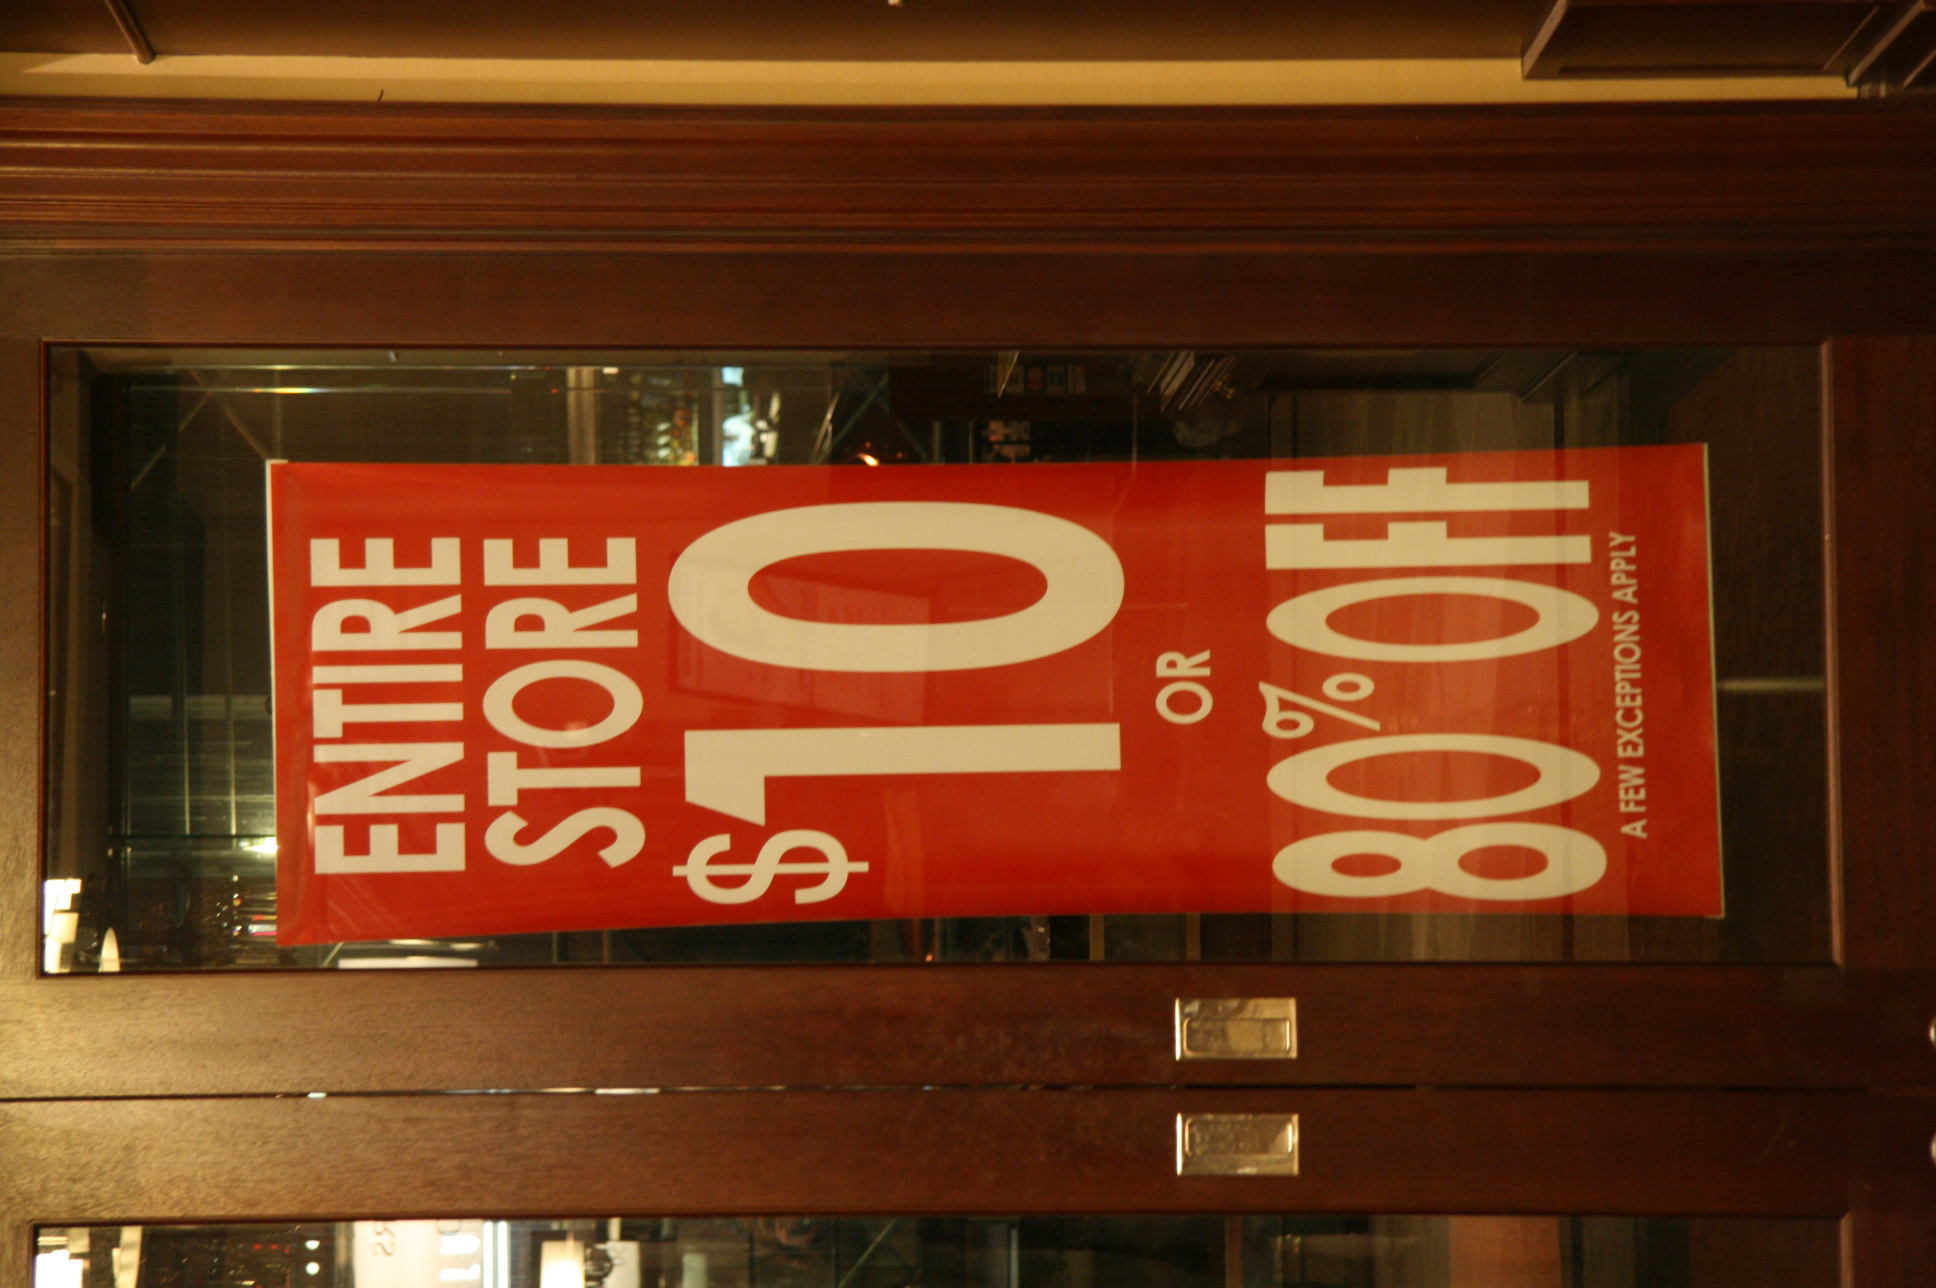 ENTIRE
STORE
$10
OR
80% OFF
A FEW EXCEPTIONS APPLY